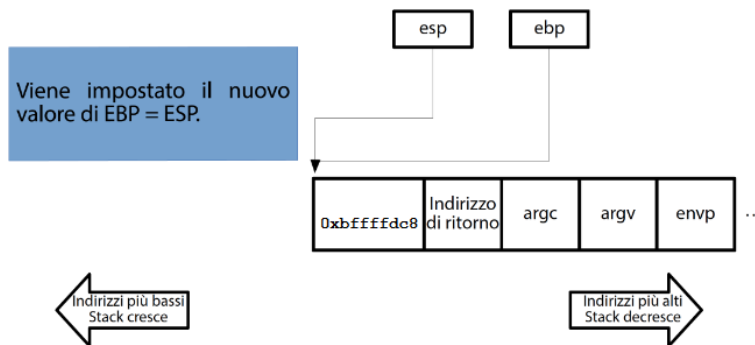 esp
ebp
Viene impostato il nuovo
valore di EBP = ESP.
0xbffffdc8
Indirizzo
di ritorno
argc
argv
envp
...
Indirizzi più bassi
Stack cresce
Indirizzi più alti
Stack decresce